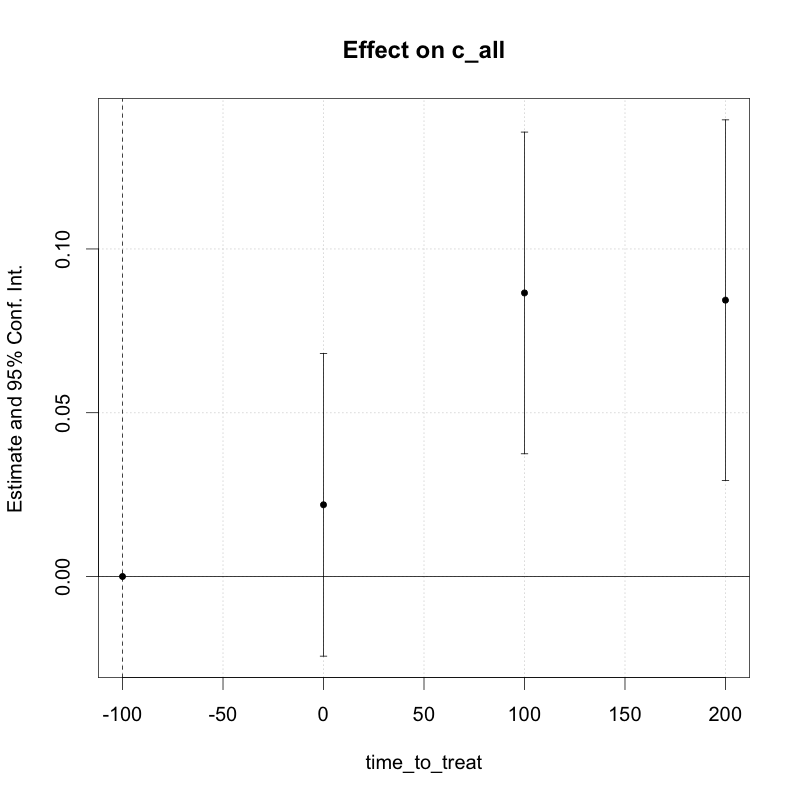 Effect on c_all
Estimate and 95% Conf. Int.
0.10
0.05
0.00
-100 -50 0 50 100 150 200
time_to_treat